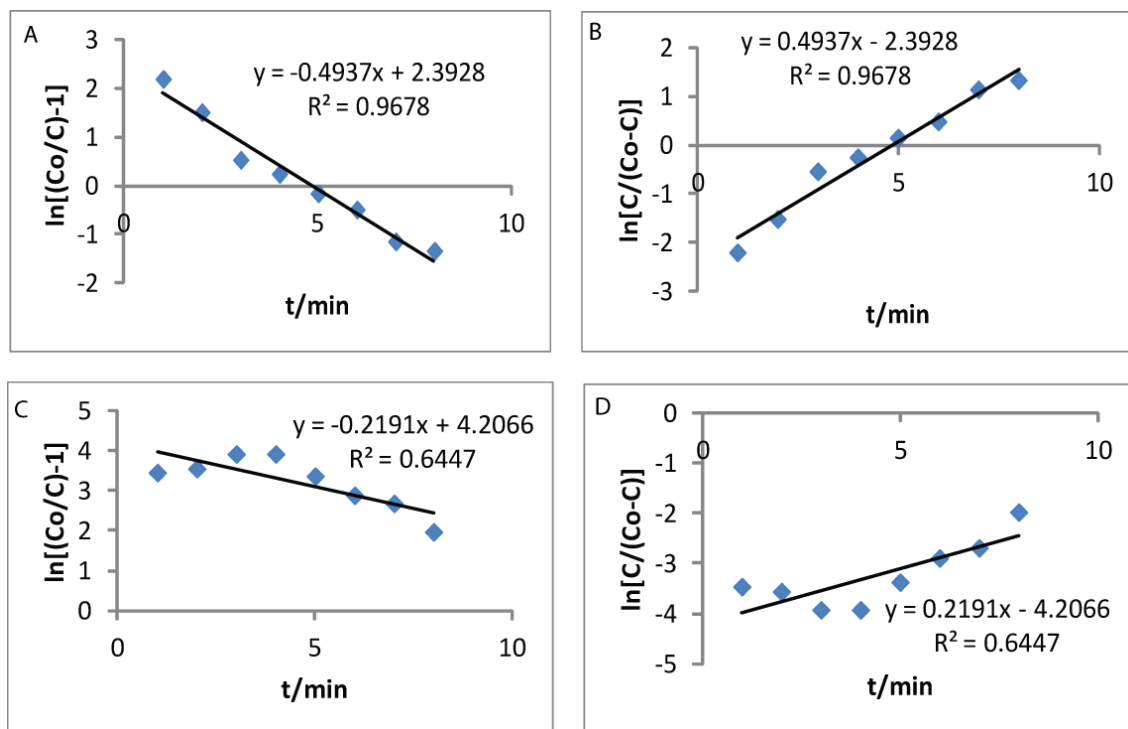 A
3
2
1
0
-1
-2
0
5
10
y = -0.4937x + 2.3928
R² = 0.9678
ln[(Co/C)-1]
t/min
B
2
1
0
-1
-2
-3
0
5
10
y = 0.4937x - 2.3928
R² = 0.9678
ln[C/(Co-C)]
t/min
C
5
4
3
2
1
0
0
5
10
y = -0.2191x + 4.2066
R² = 0.6447
ln[(Co/C)-1]
t/min
D
0
-1
-2
-3
-4
-5
0
5
10
y = 0.2191x - 4.2066
R² = 0.6447
ln[C/(Co-C)]
t/min